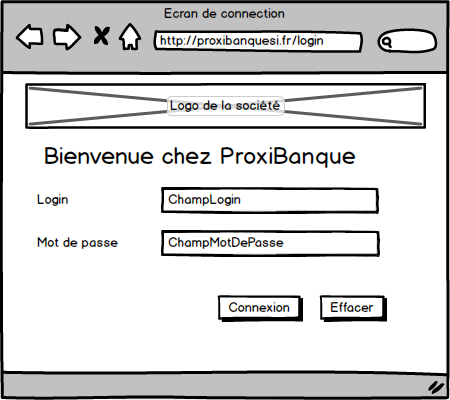 Ecran de connection
http://proxibanquesi.fr/login
Logo de la société
Bienvenue chez ProxiBanque
Login ChampLogin
Mot de passe ChampMotDePasse
Connexion Effacer